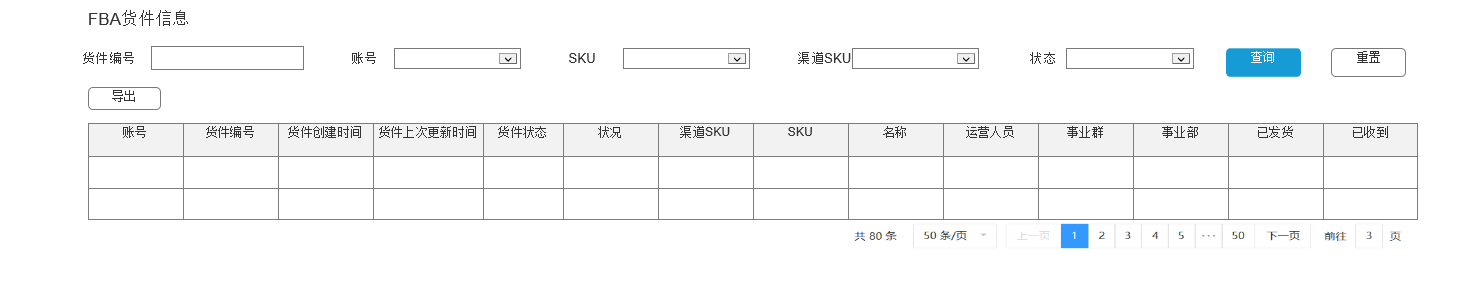 FBA货件信息
货件编号 账号 SKU 渠道SKU 状态 查询 重置
导出
账号 货件编号 货件创建时间 货件上次更新时间 货件状态 状况 渠道SKU SKU 名称 运营人员 事业群 事业部 已发货 已收到
共 80 条 50 条/页 上一页 1 2 3 4 5 ··· 50 下一页 前往 3 页